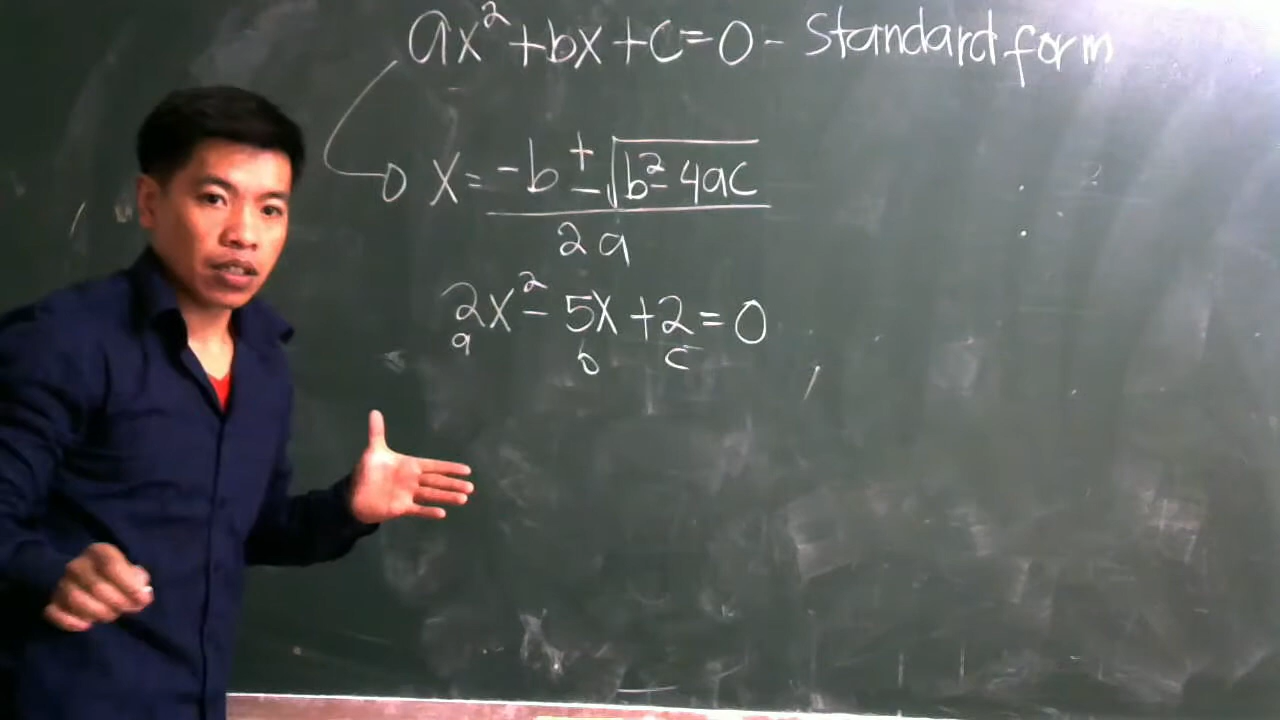 ax²+bx+c=0 - Standard form
x = -b ± √b²-4ac
2a
2x² - 5x + 2 = 0
a b c